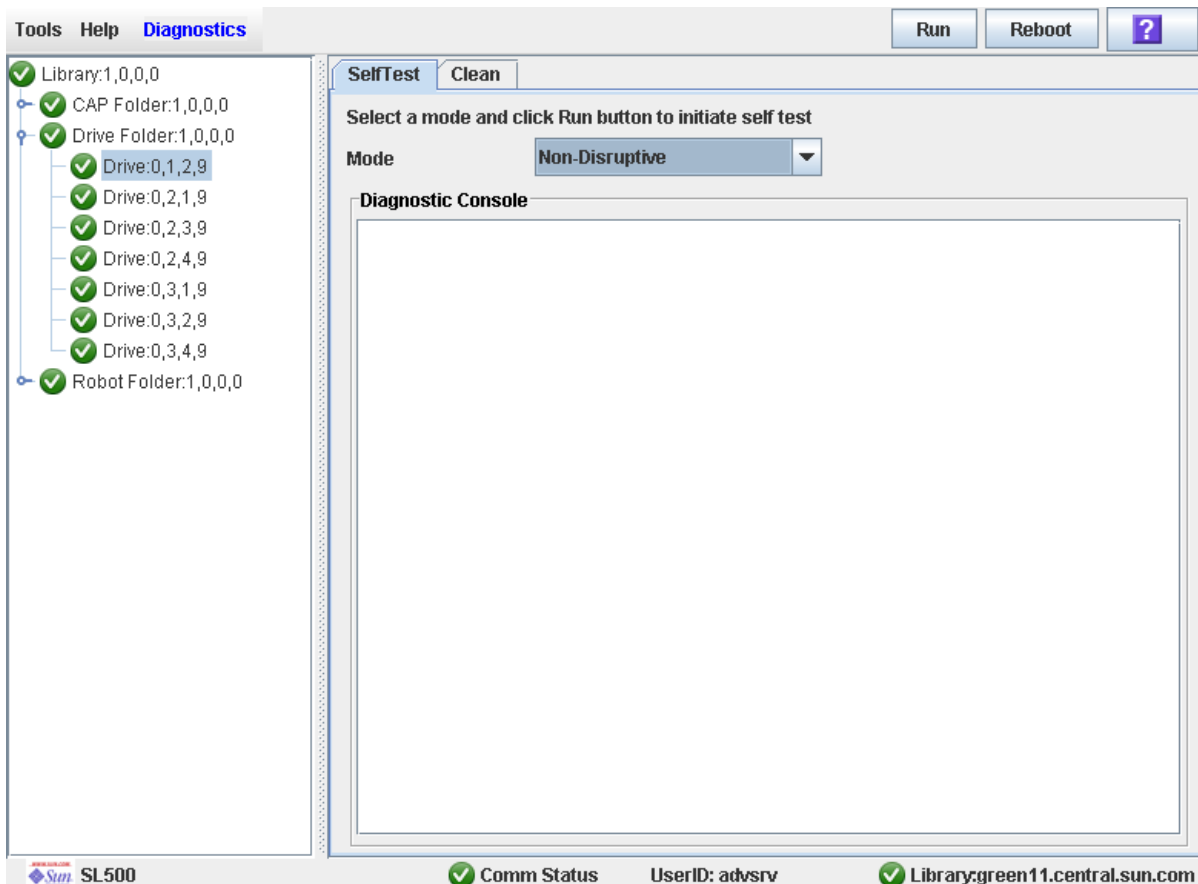 Tools Help Diagnostics
Run Reboot ?
Library:1,0,0,0
CAP Folder:1,0,0,0
Drive Folder:1,0,0,0
Drive:0,1,2,9
Drive:0,2,1,9
Drive:0,2,3,9
Drive:0,2,4,9
Drive:0,3,1,9
Drive:0,3,2,9
Drive:0,3,4,9
Robot Folder:1,0,0,0
SelfTest Clean
Select a mode and click Run button to initiate self test
Mode Non-Disruptive
Diagnostic Console
Sun SL500 Comm Status UserID: advsrv Library:green11.central.sun.com